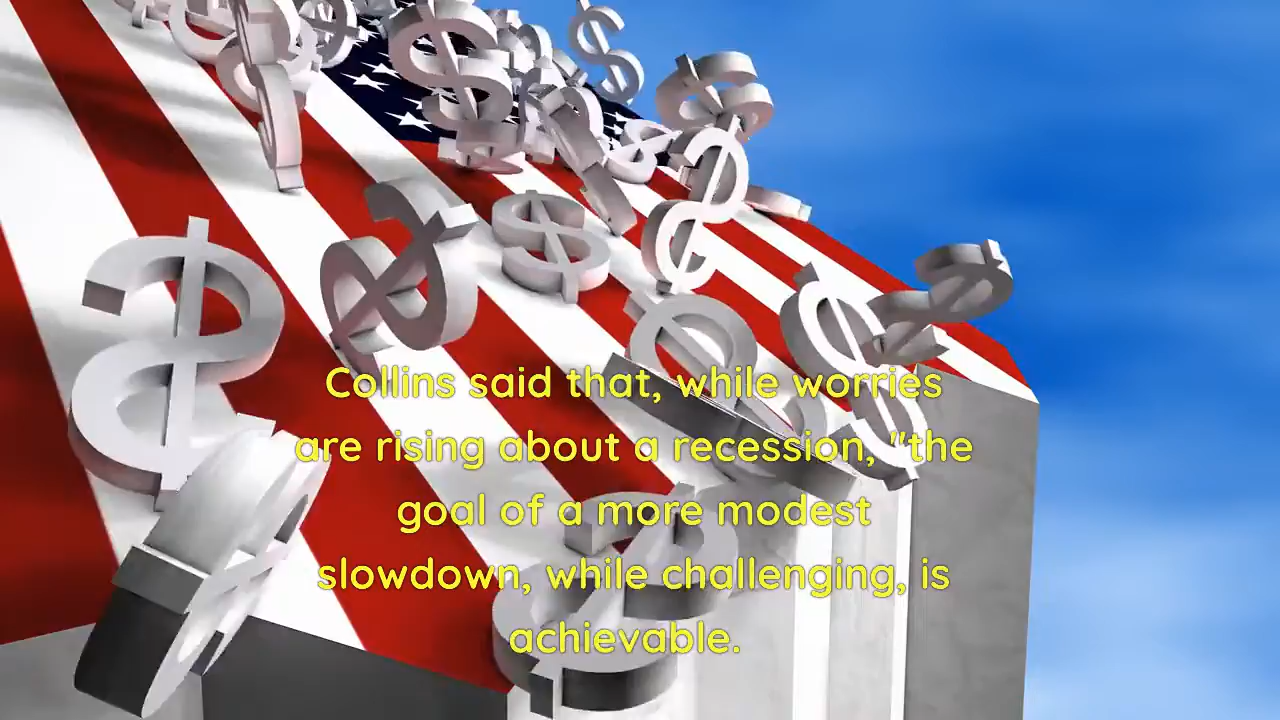 Collins said that, while worries
are rising about a recession, "the
goal of a more modest
slowdown, while challenging, is
achievable.